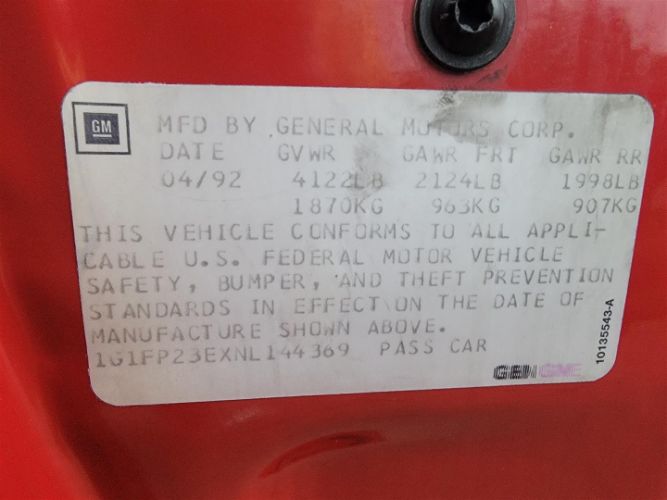 GM
MFD BY GENERAL MOTORS CORP.
DATE GVWR GAWR FRT GAWR RR
04/92 4122LB 2124LB 1998LB
1870KG 963KG 907KG
THIS VEHICLE CONFORMS TO ALL APPLI-
CABLE U.S. FEDERAL MOTOR VEHICLE
SAFETY, BUMPER, AND THEFT PREVENTION
STANDARDS IN EFFECT ON THE DATE OF
MANUFACTURE SHOWN ABOVE.
1G1FP23EXNL144369 PASS CAR
10135543-A